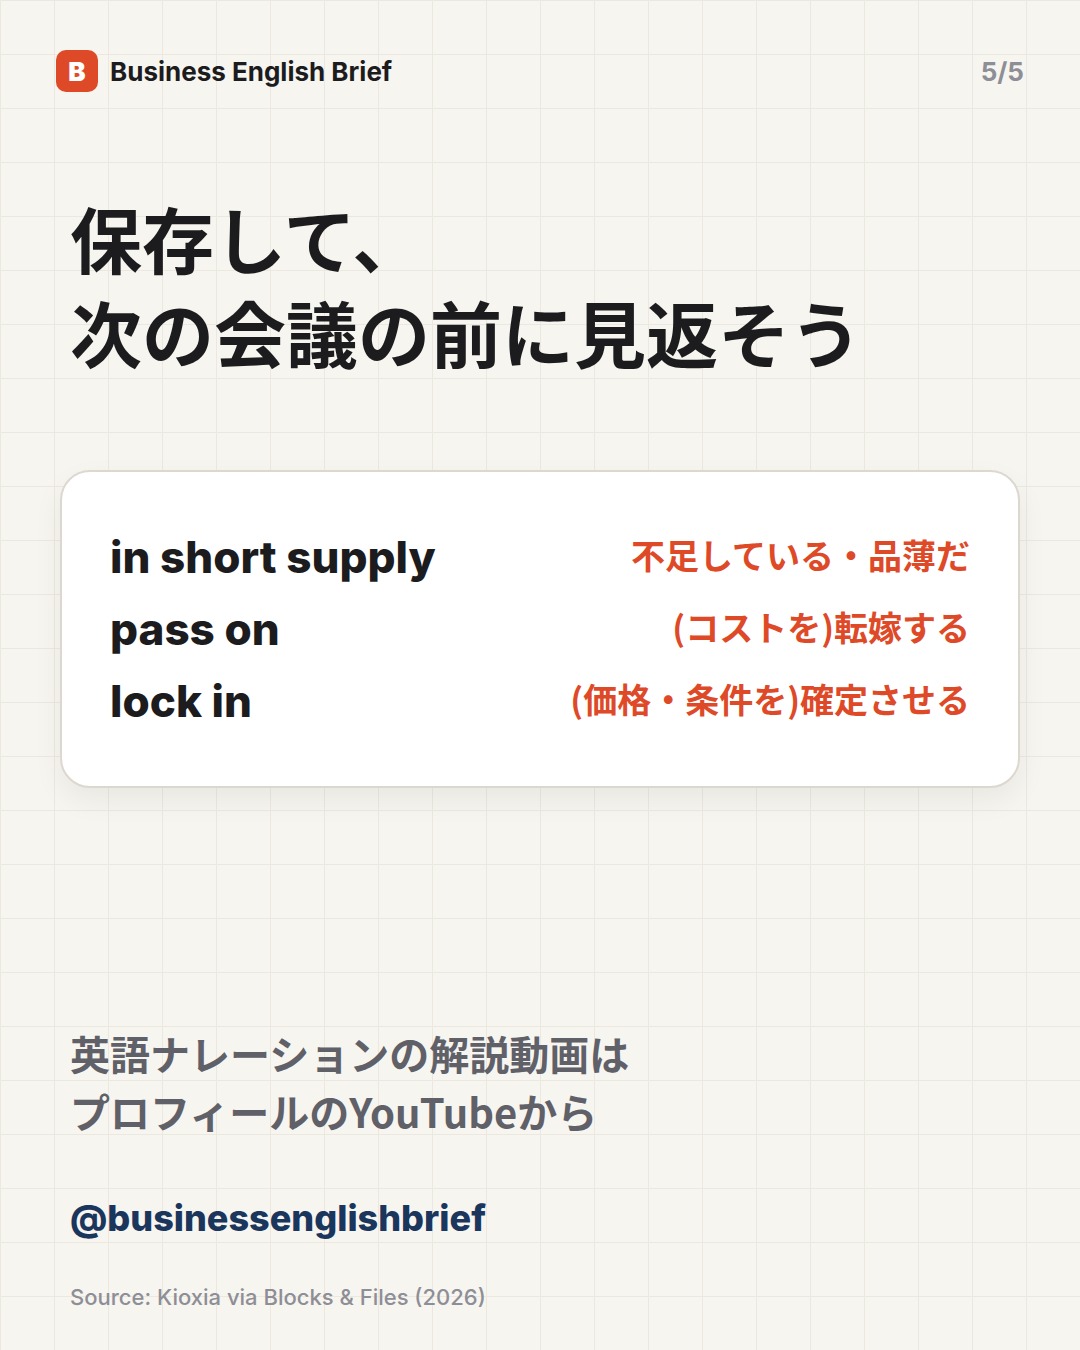 B Business English Brief 5/5
保存して、
次の会議の前に見返そう
in short supply 不足している・品薄だ
pass on (コストを)転嫁する
lock in (価格・条件を)確定させる
英語ナレーションの解説動画は
プロフィールのYouTubeから
@businessenglishbrief
Source: Kioxia via Blocks & Files (2026)